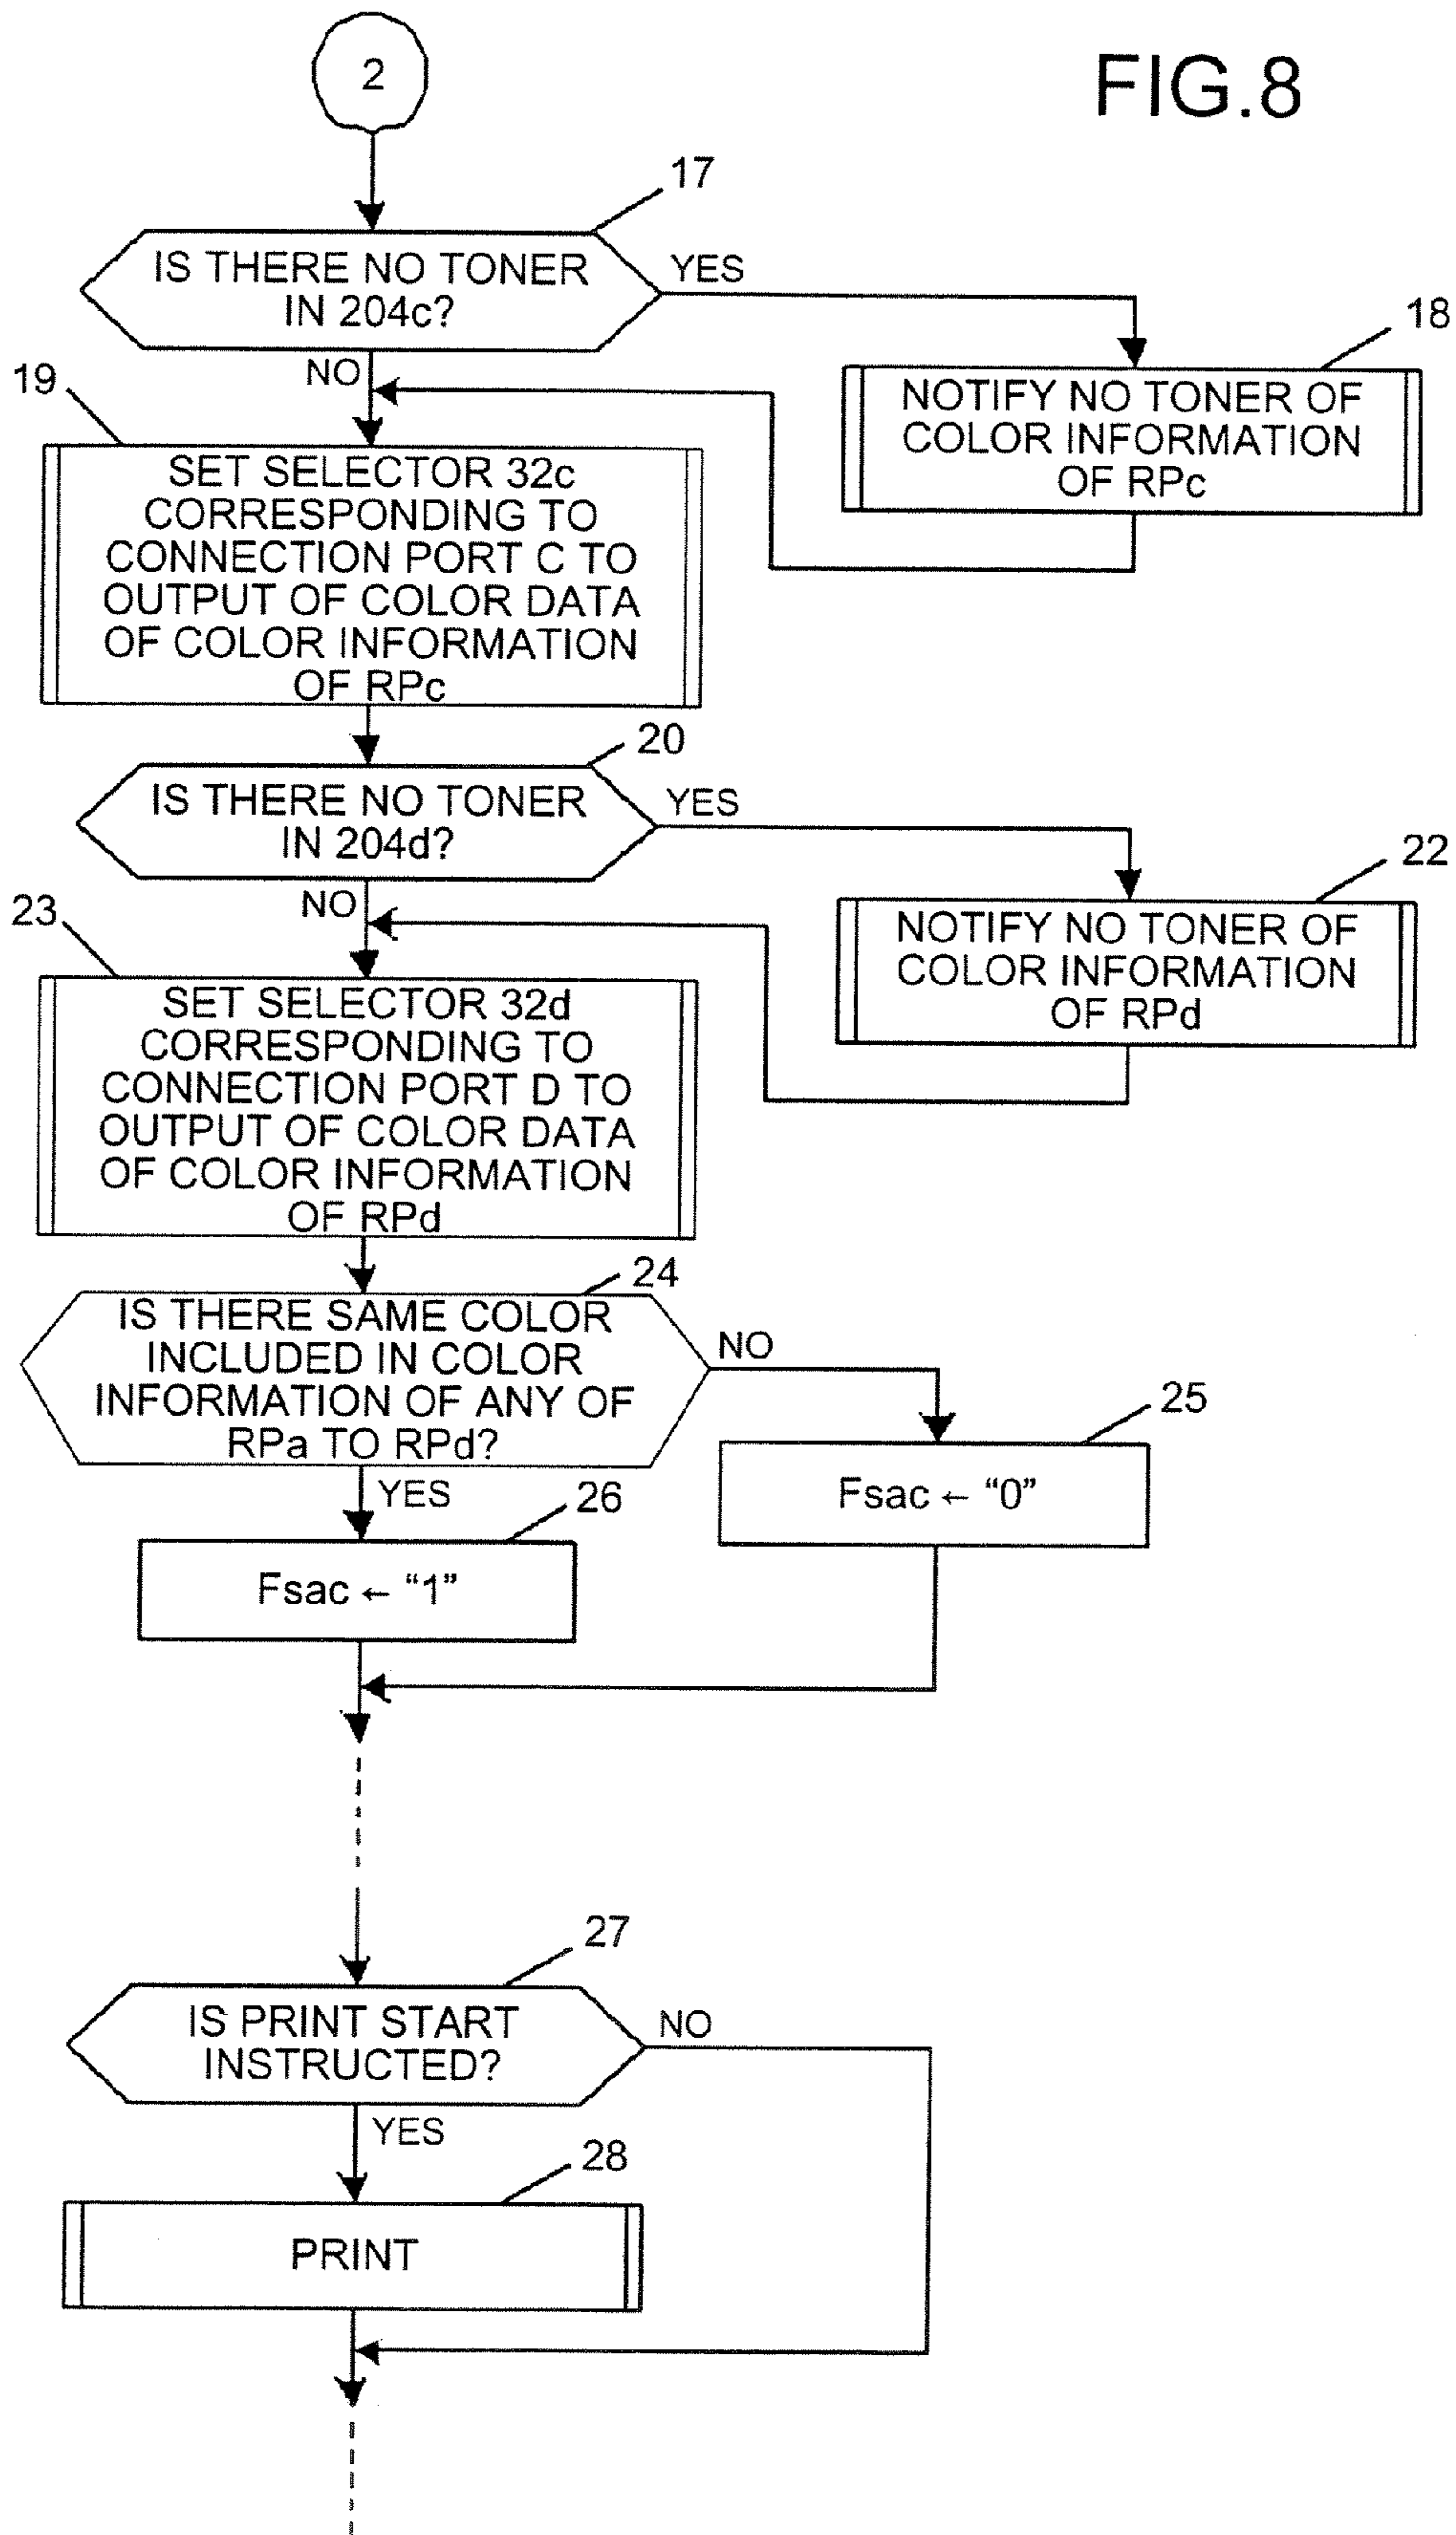 FIG.8
2
17
IS THERE NO TONER
IN 204c?
YES
NO
18
NOTIFY NO TONER OF
COLOR INFORMATION
OF RPc
19
SET SELECTOR 32c
CORRESPONDING TO
CONNECTION PORT C TO
OUTPUT OF COLOR DATA
OF COLOR INFORMATION
OF RPc
20
IS THERE NO TONER
IN 204d?
YES
NO
22
NOTIFY NO TONER OF
COLOR INFORMATION
OF RPd
23
SET SELECTOR 32d
CORRESPONDING TO
CONNECTION PORT D TO
OUTPUT OF COLOR DATA
OF COLOR INFORMATION
OF RPd
24
IS THERE SAME COLOR
INCLUDED IN COLOR
INFORMATION OF ANY OF
RPa TO RPd?
NO
YES
25
Fsac ← “0”
26
Fsac ← “1”
27
IS PRINT START
INSTRUCTED?
NO
YES
28
PRINT